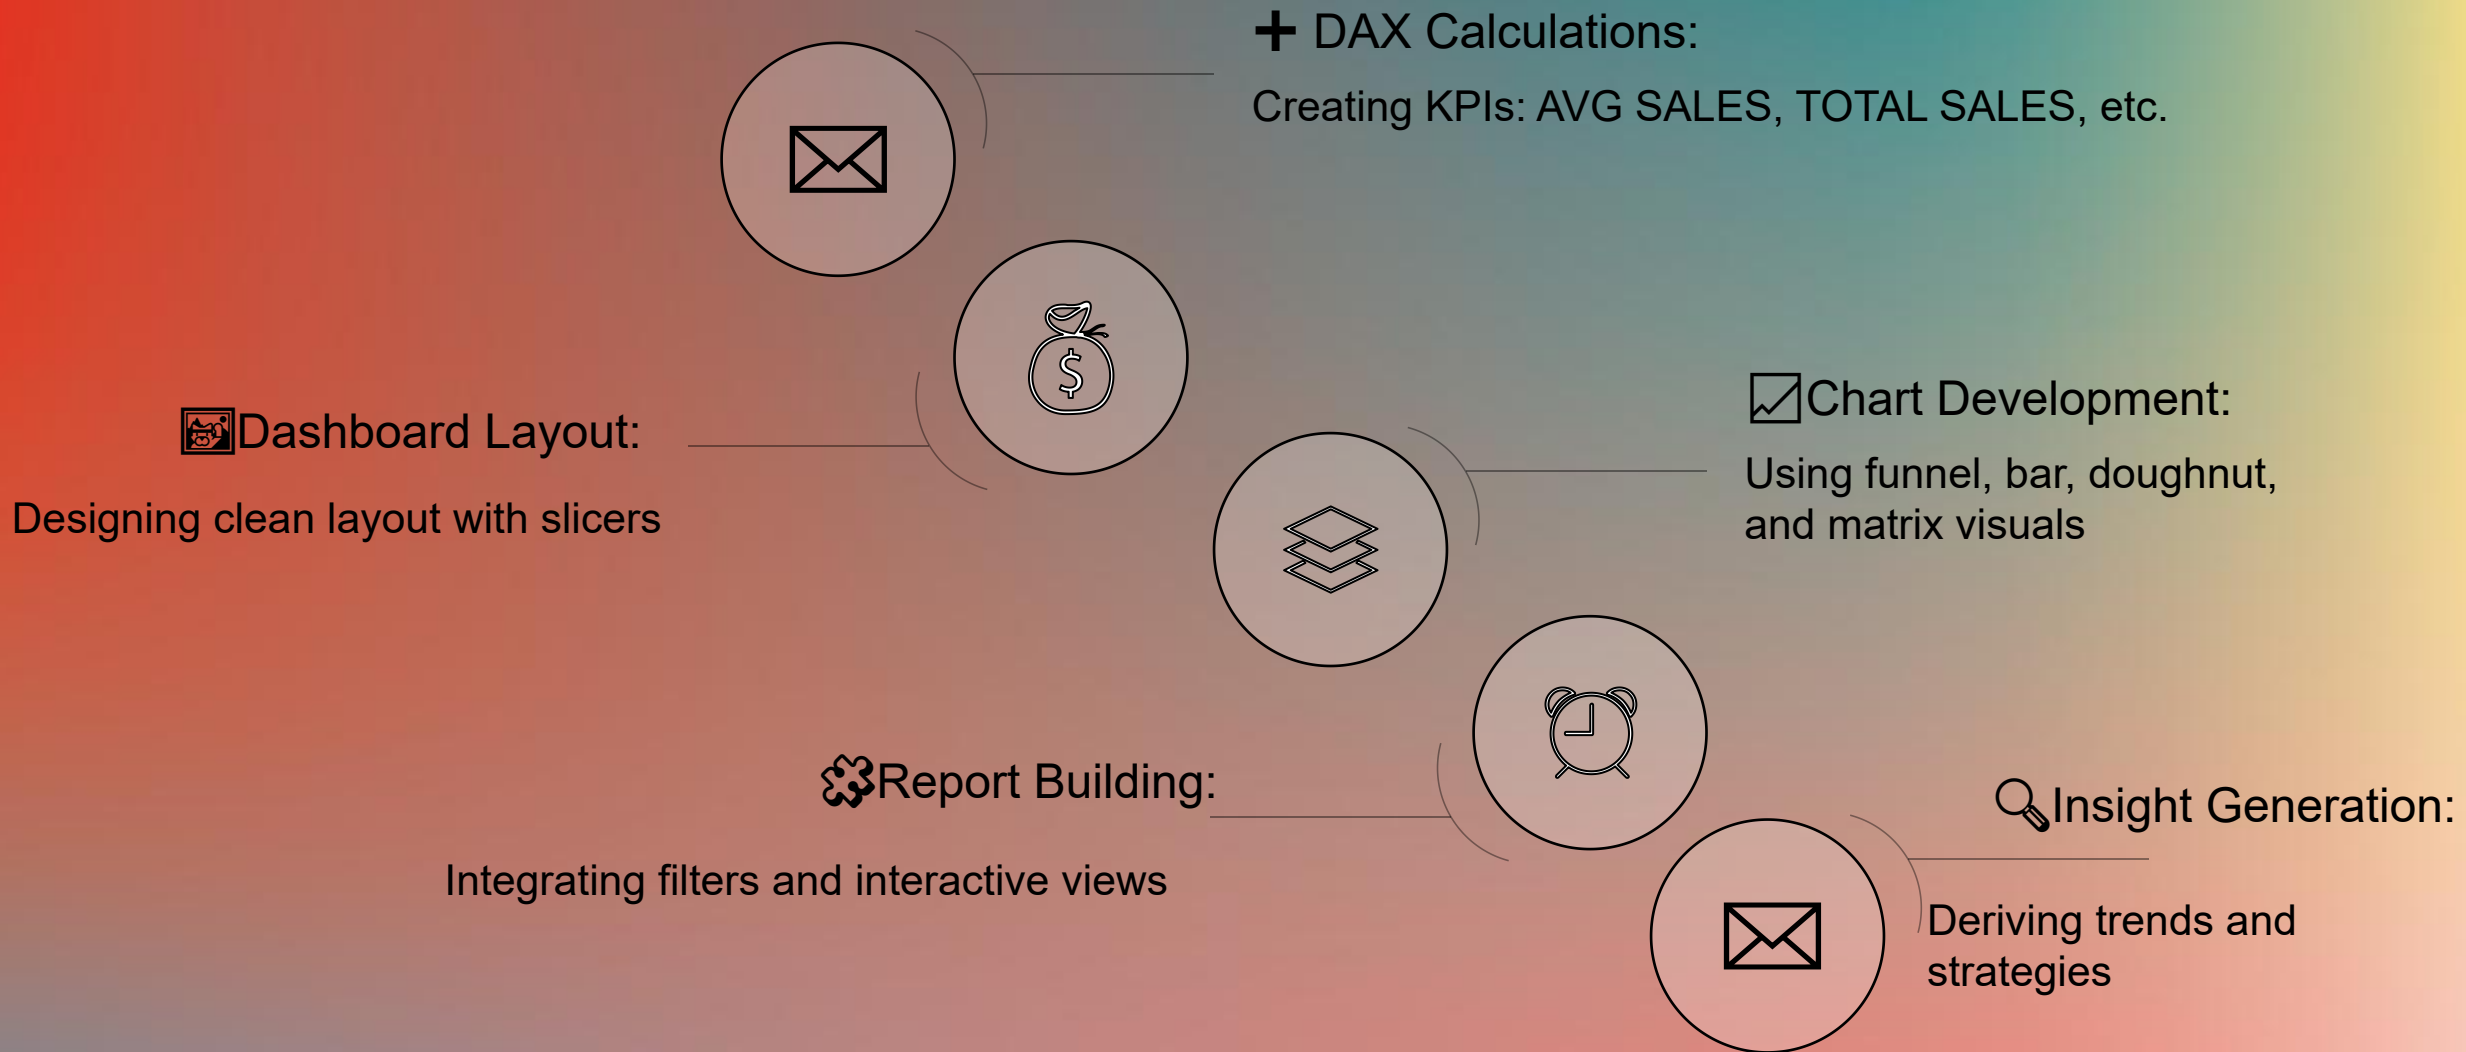 ➕ DAX Calculations:
Creating KPIs: AVG SALES, TOTAL SALES, etc.
🖼Dashboard Layout:
Designing clean layout with slicers
📈Chart Development:
Using funnel, bar, doughnut,
and matrix visuals
🧩Report Building:
Integrating filters and interactive views
🔍Insight Generation:
Deriving trends and
strategies